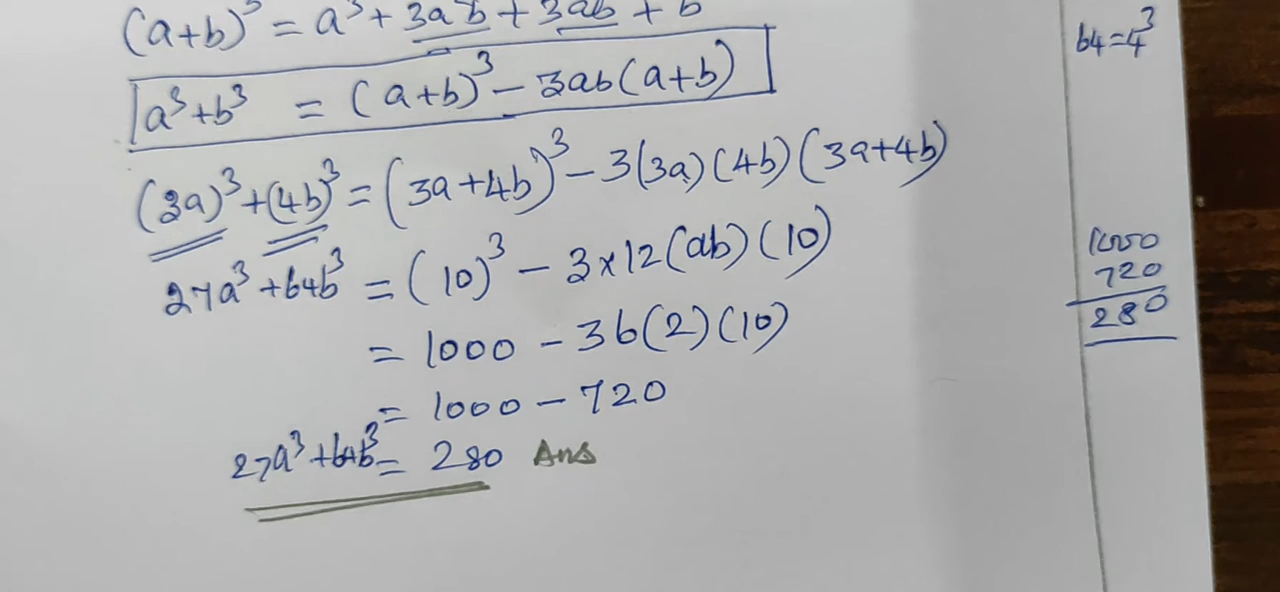 (a+b)³ = a³ + 3a²b + 3ab² + b³
a³+b³ = (a+b)³ - 3ab(a+b)
(3a)³ + (4b)³ = (3a+4b)³ - 3(3a)(4b)(3a+4b)
27a³ + 64b³ = (10)³ - 3×12(ab)(10)
= 1000 - 36(2)(10)
= 1000 - 720
27a³ + 64b³ = 280 Ans
64=4³
1000
720
280